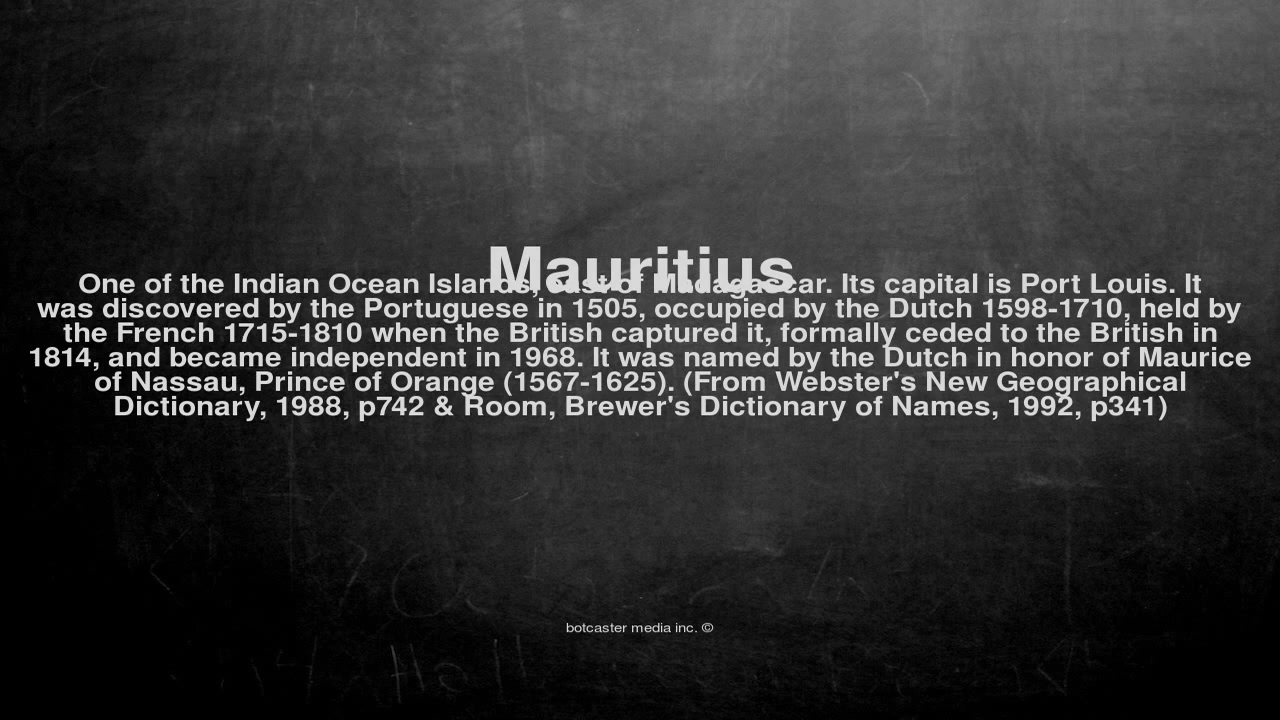 Mauritius
One of the Indian Ocean Islands, east of Madagascar. Its capital is Port Louis. It
was discovered by the Portuguese in 1505, occupied by the Dutch 1598-1710, held by
the French 1715-1810 when the British captured it, formally ceded to the British in
1814, and became independent in 1968. It was named by the Dutch in honor of Maurice
of Nassau, Prince of Orange (1567-1625). (From Webster's New Geographical
Dictionary, 1988, p742 & Room, Brewer's Dictionary of Names, 1992, p341)
botcaster media inc. ©